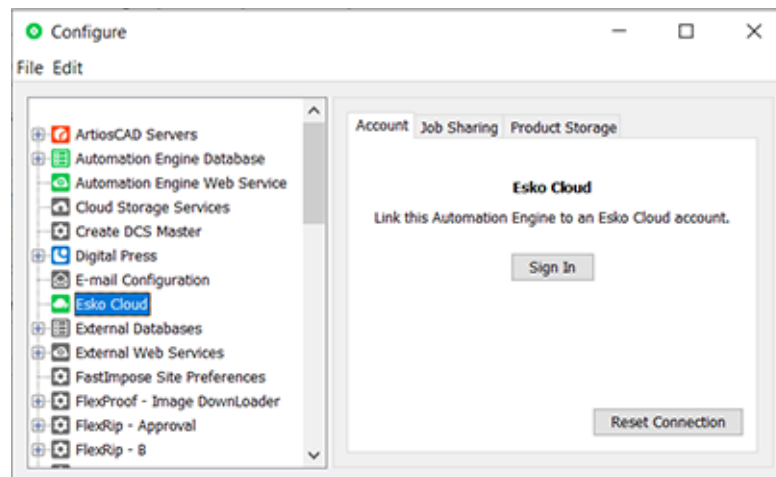 Configure
File Edit
ArtiosCAD Servers
Automation Engine Database
Automation Engine Web Service
Cloud Storage Services
Create DCS Master
Digital Press
E-mail Configuration
Esko Cloud
External Databases
External Web Services
FastImpose Site Preferences
FlexProof - Image DownLoader
FlexRip - Approval
FlexRip - B
Account Job Sharing Product Storage
Esko Cloud
Link this Automation Engine to an Esko Cloud account.
Sign In
Reset Connection